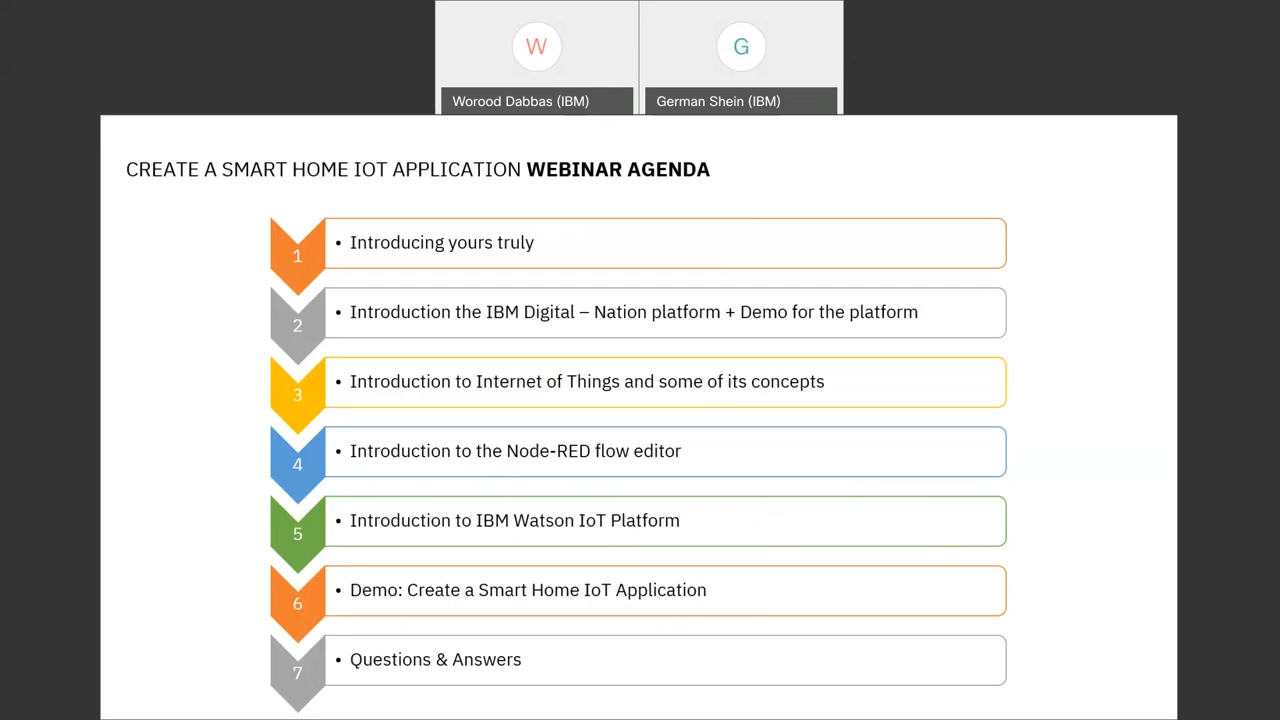 W
G
Worood Dabbas (IBM)
German Shein (IBM)
CREATE A SMART HOME IOT APPLICATION WEBINAR AGENDA
1
• Introducing yours truly
2
• Introduction the IBM Digital – Nation platform + Demo for the platform
3
• Introduction to Internet of Things and some of its concepts
4
• Introduction to the Node-RED flow editor
5
• Introduction to IBM Watson IoT Platform
6
• Demo: Create a Smart Home IoT Application
7
• Questions & Answers